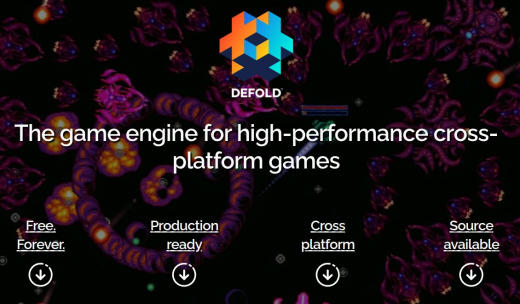 DEFOLD
The game engine for high-performance cross-
platform games
Free.
Forever.
Production
ready
Cross
platform
Source
available